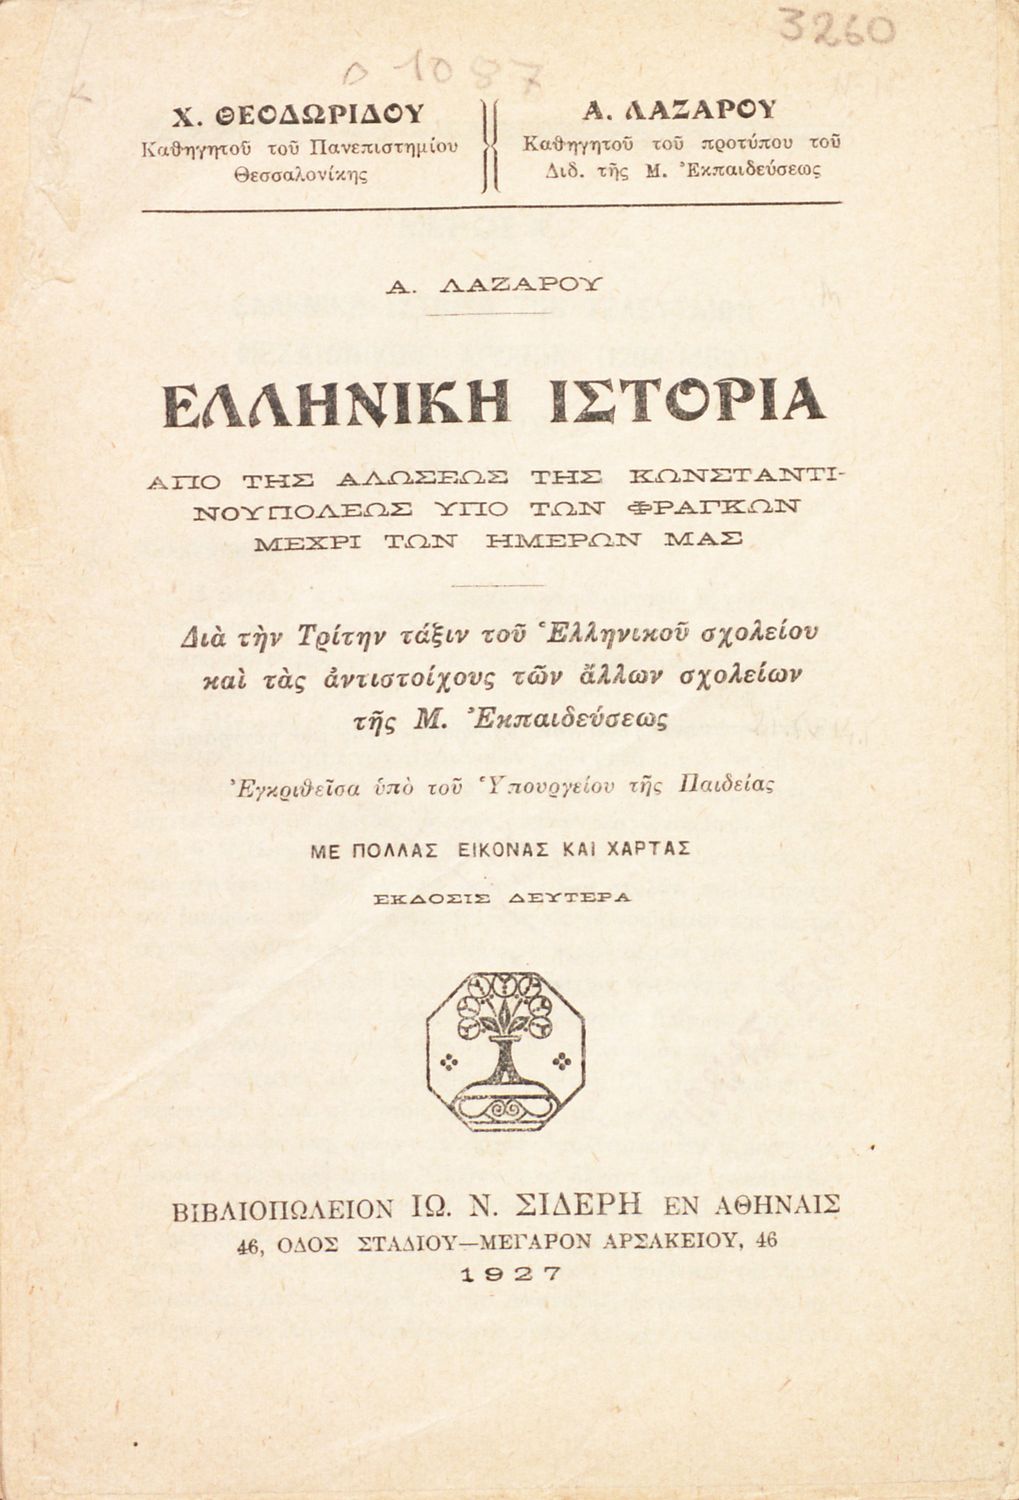 3260
1087
Χ. ΘΕΟΔΩΡΙΔΟΥ
Καθηγητοῦ τοῦ Πανεπιστημίου
Θεσσαλονίκης
Α. ΛΑΖΑΡΟΥ
Καθηγητοῦ τοῦ προτύπου τοῦ
Διδ. τῆς Μ. Ἐκπαιδεύσεως
Α. ΛΑΖΑΡΟΥ
ΕΛΛΗΝΙΚΗ ΙΣΤΟΡΙΑ
ΑΠΟ ΤΗΣ ΑΛΩΣΕΩΣ ΤΗΣ ΚΩΝΣΤΑΝΤΙ-
ΝΟΥΠΟΛΕΩΣ ΥΠΟ ΤΩΝ ΦΡΑΓΚΩΝ
ΜΕΧΡΙ ΤΩΝ ΗΜΕΡΩΝ ΜΑΣ
Διὰ τὴν Τρίτην τάξιν τοῦ Ἑλληνικοῦ σχολείου
καὶ τὰς ἀντιστοίχους τῶν ἄλλων σχολείων
τῆς Μ. Ἐκπαιδεύσεως
Ἐγκριθεῖσα ὑπὸ τοῦ Ὑπουργείου τῆς Παιδείας
ΜΕ ΠΟΛΛΑΣ ΕΙΚΟΝΑΣ ΚΑΙ ΧΑΡΤΑΣ
ΕΚΔΟΣΙΣ ΔΕΥΤΕΡΑ
ΒΙΒΛΙΟΠΩΛΕΙΟΝ ΙΩ. Ν. ΣΙΔΕΡΗ ΕΝ ΑΘΗΝΑΙΣ
46, ΟΔΟΣ ΣΤΑΔΙΟΥ—ΜΕΓΑΡΟΝ ΑΡΣΑΚΕΙΟΥ, 46
1927